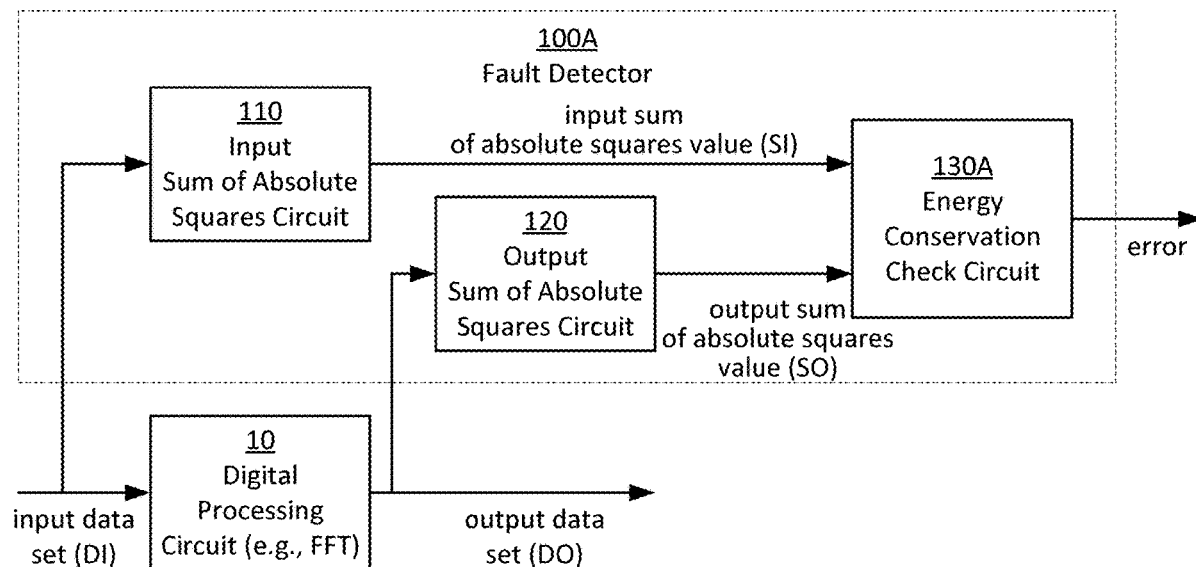 100A
Fault Detector
110
Input
Sum of Absolute
Squares Circuit
input sum
of absolute squares value (SI)
120
Output
Sum of Absolute
Squares Circuit
output sum
of absolute squares
value (SO)
130A
Energy
Conservation
Check Circuit
error
10
Digital
Processing
Circuit (e.g., FFT)
input data
set (DI)
output data
set (DO)